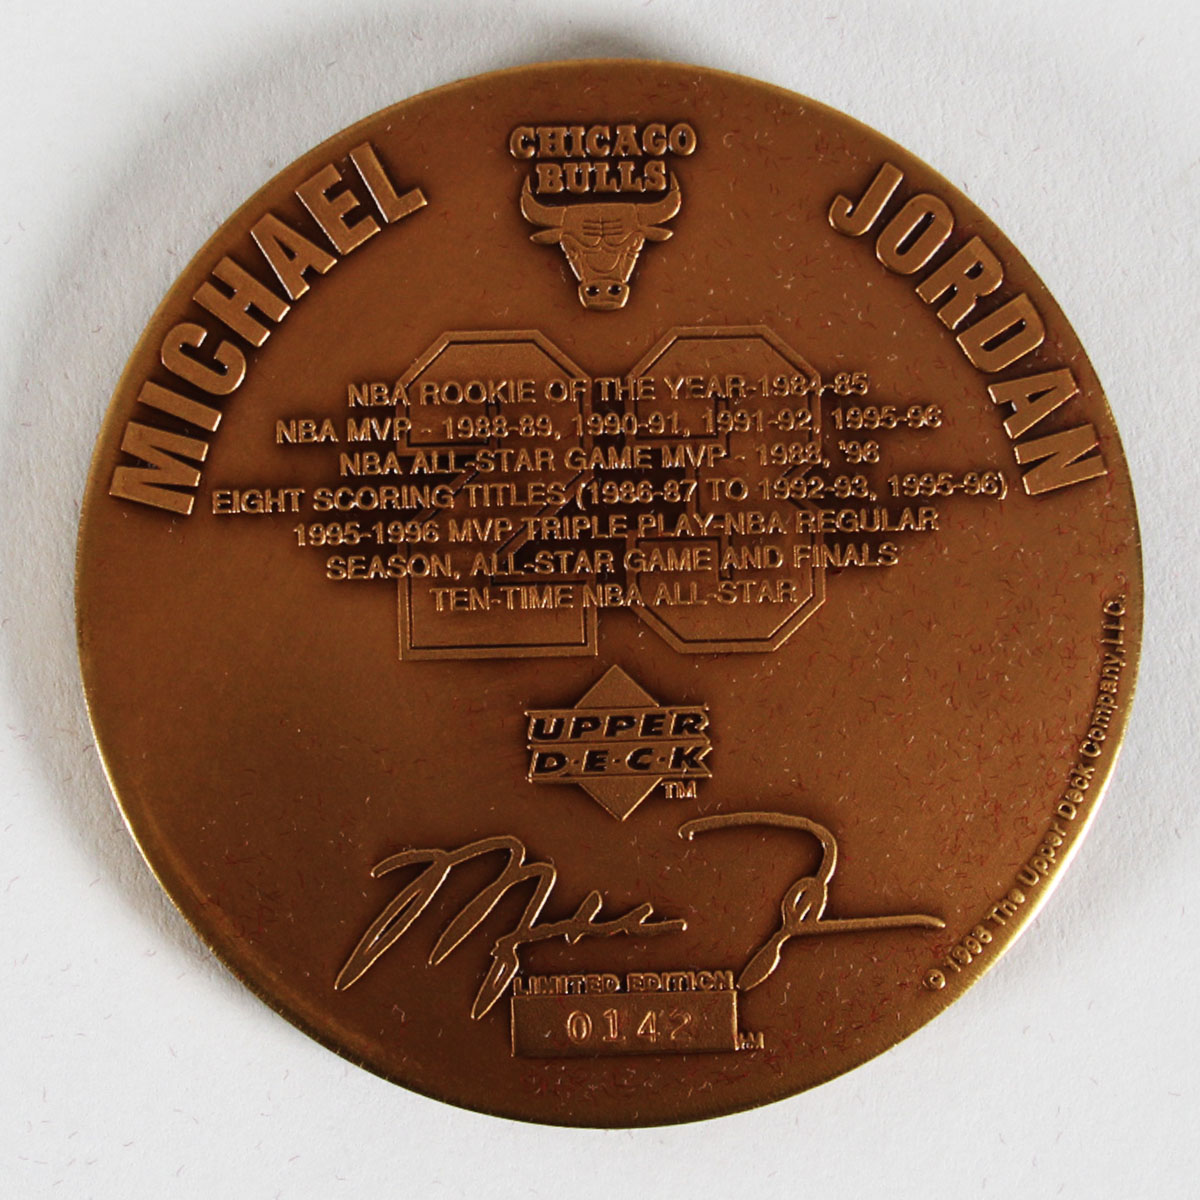 CHICAGO
BULLS
MICHAEL
JORDAN
23
NBA ROOKIE OF THE YEAR-1984-85
NBA MVP - 1988-89, 1990-91, 1991-92, 1995-96
NBA ALL-STAR GAME MVP - 1988, '96
EIGHT SCORING TITLES (1986-87 TO 1992-93, 1995-96)
1995-1996 MVP TRIPLE PLAY-NBA REGULAR
SEASON, ALL-STAR GAME AND FINALS
TEN-TIME NBA ALL-STAR
UPPER
D·E·C·K
TM
LIMITED EDITION
0142
© 1996 The Upper Deck Company, LLC.